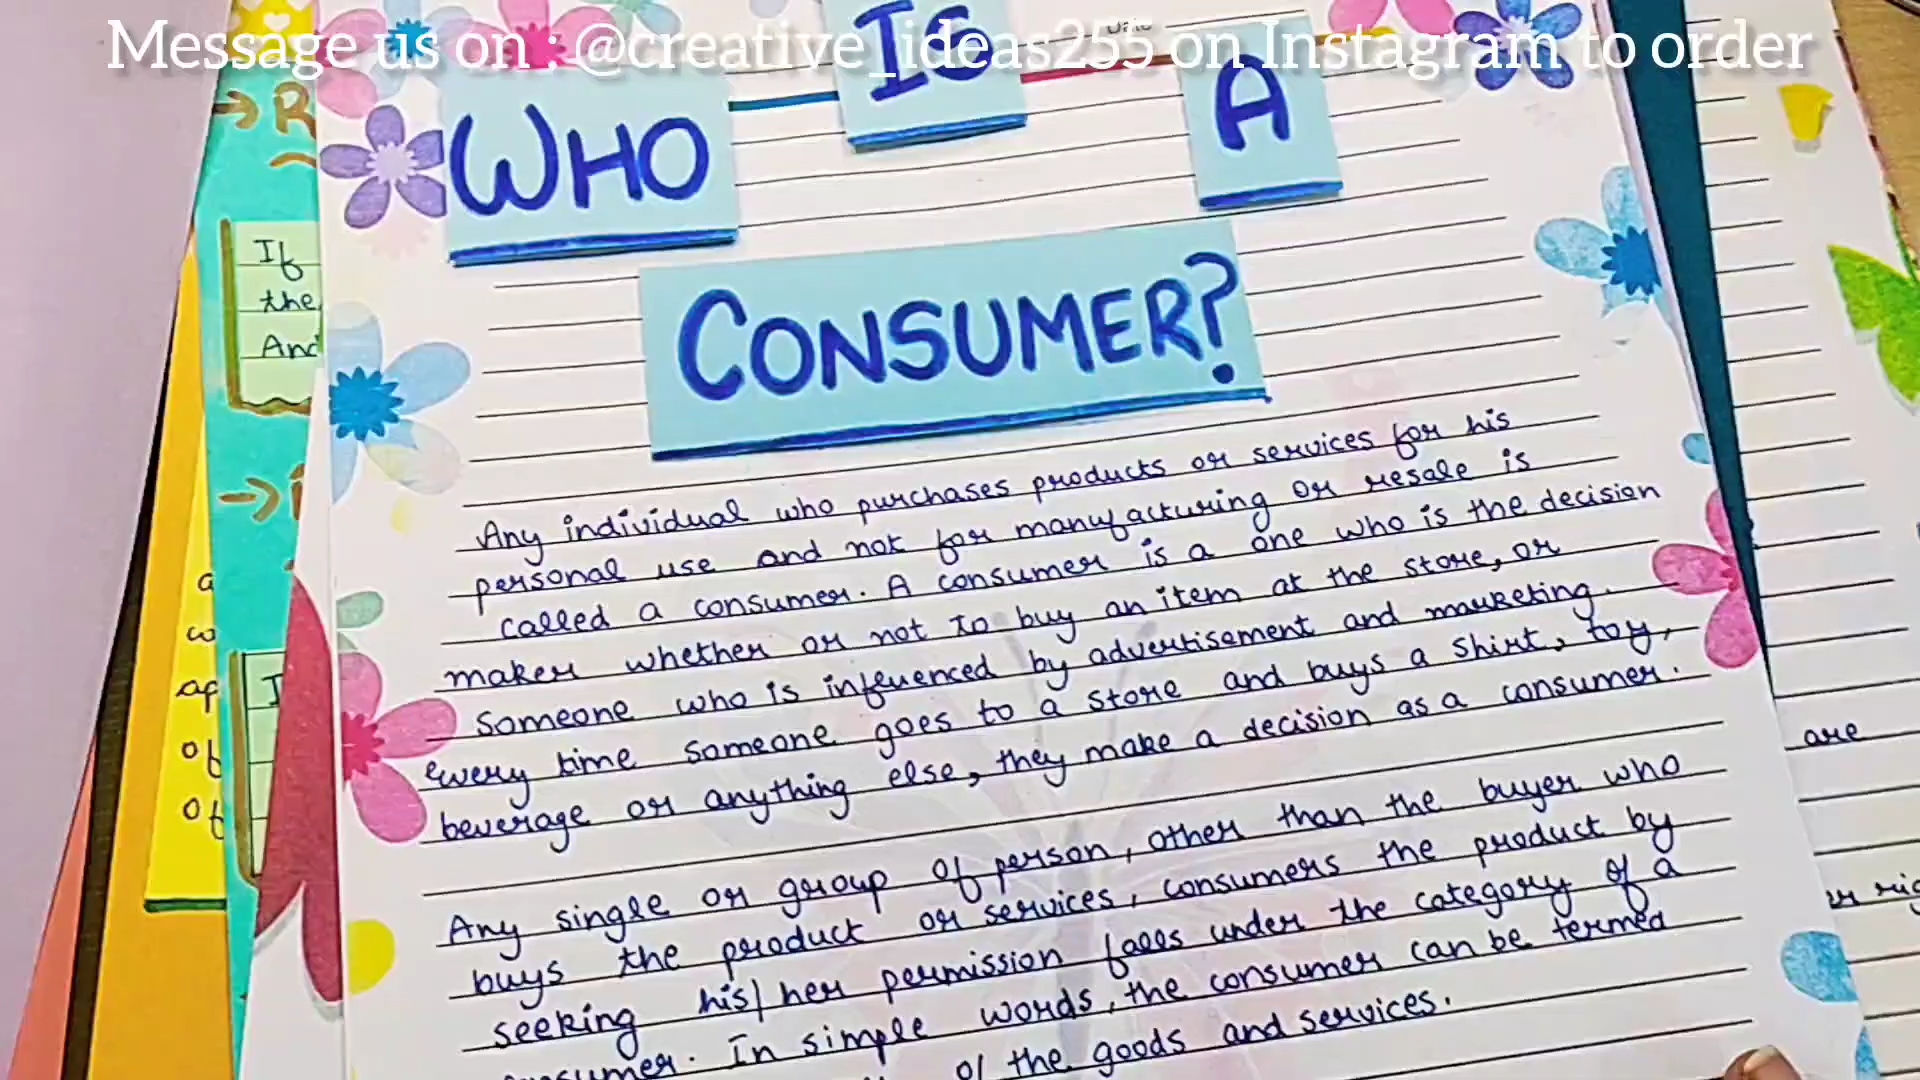 Message us on : @creative_ideas255 on Instagram to order
WHO IS A
CONSUMER?
Any individual who purchases products or services for his
personal use and not for manufacturing or resale is
called a consumer. A consumer is a one who is the decision
maker whether or not to buy an item at the store, or
someone who is influenced by advertisement and marketing.
every time someone goes to a store and buys a shirt, toy,
beverage or anything else, they make a decision as a consumer.
Any single or group of person, other than the buyer who
buys the product or services, consumers the product by
seeking his/her permission falls under the category of a
consumer. In simple words, the consumer can be termed
of the goods and services.
If
the
And
of
of
are